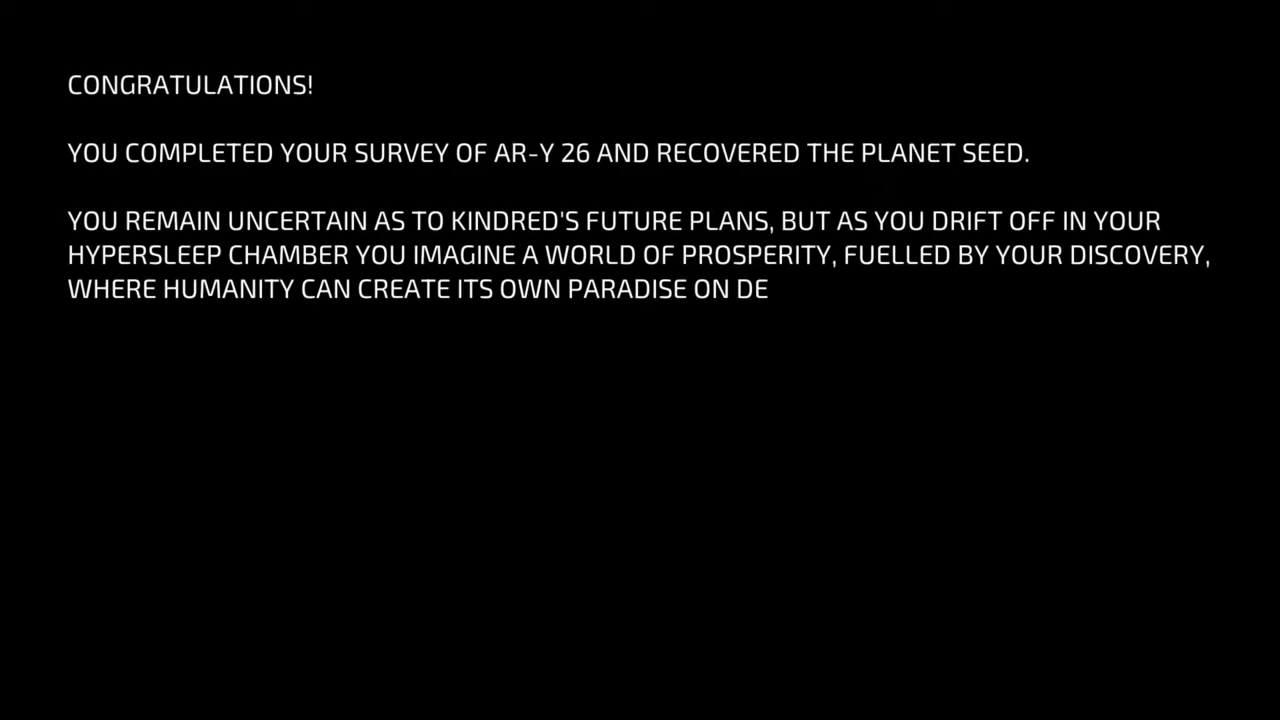 CONGRATULATIONS!
YOU COMPLETED YOUR SURVEY OF AR-Y 26 AND RECOVERED THE PLANET SEED.
YOU REMAIN UNCERTAIN AS TO KINDRED'S FUTURE PLANS, BUT AS YOU DRIFT OFF IN YOUR
HYPERSLEEP CHAMBER YOU IMAGINE A WORLD OF PROSPERITY, FUELLED BY YOUR DISCOVERY,
WHERE HUMANITY CAN CREATE ITS OWN PARADISE ON DE